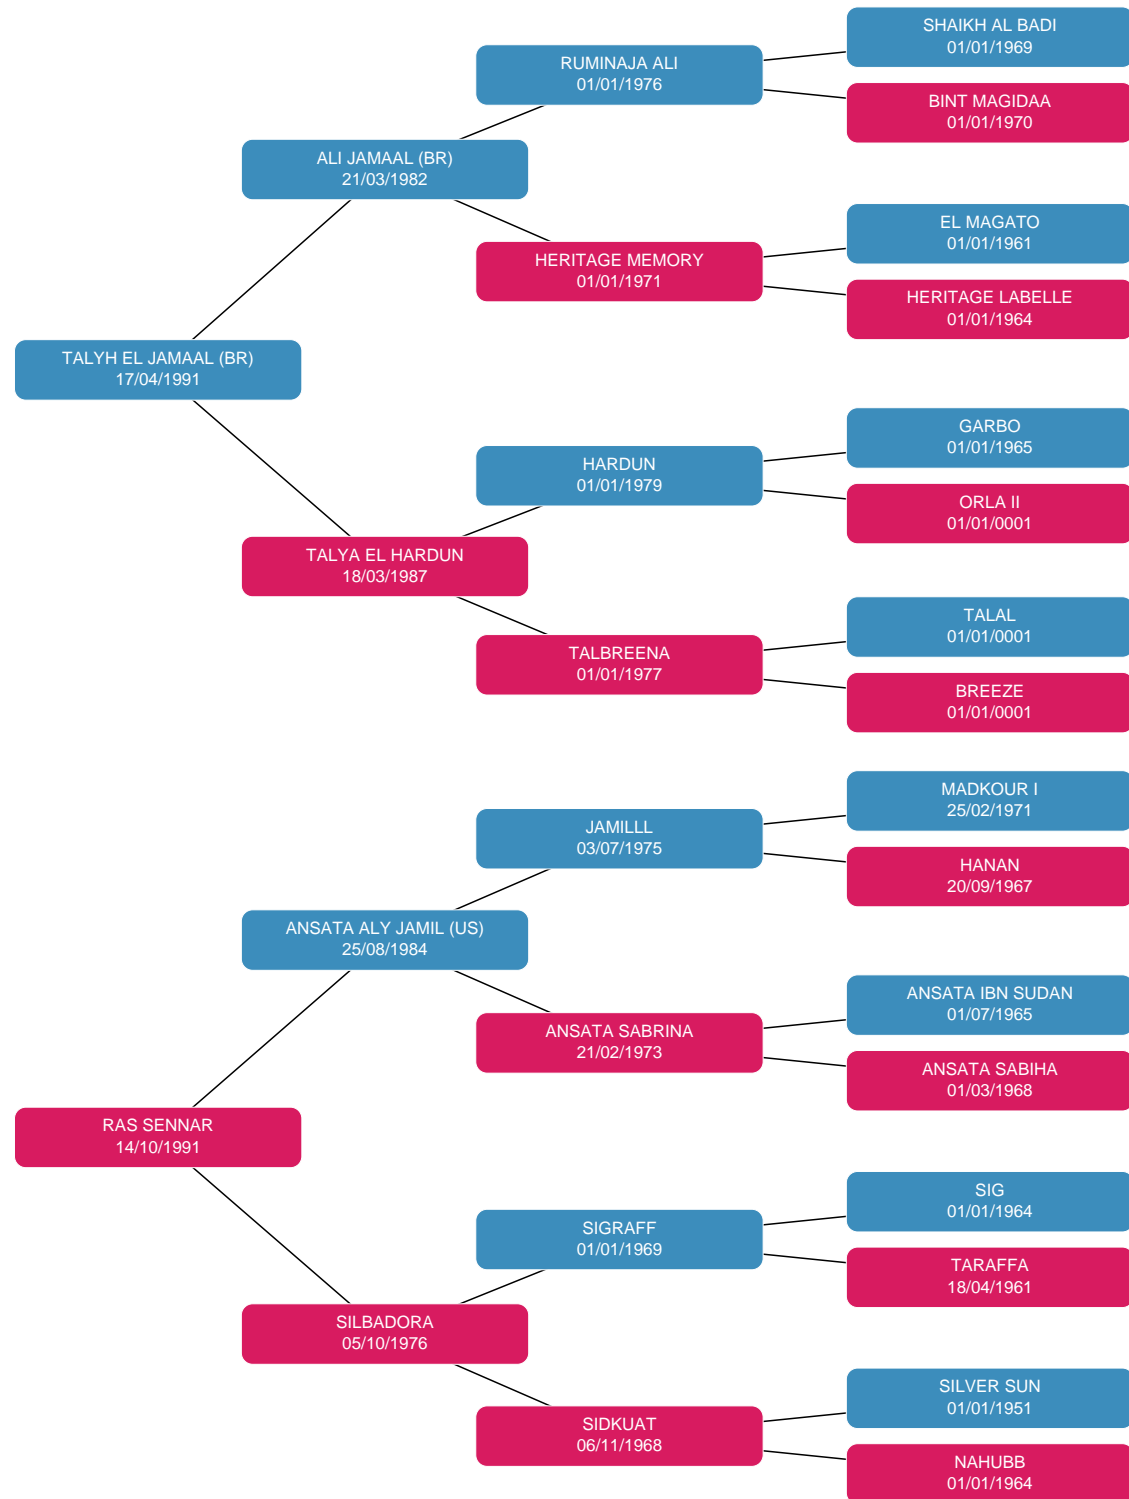 SHAIKH AL BADI
01/01/1969
RUMINAJA ALI
01/01/1976
BINT MAGIDAA
01/01/1970
ALI JAMAAL (BR)
21/03/1982
EL MAGATO
01/01/1961
HERITAGE MEMORY
01/01/1971
HERITAGE LABELLE
01/01/1964
TALYH EL JAMAAL (BR)
17/04/1991
GARBO
01/01/1965
HARDUN
01/01/1979
ORLA II
01/01/0001
TALYA EL HARDUN
18/03/1987
TALAL
01/01/0001
TALBREENA
01/01/1977
BREEZE
01/01/0001
MADKOUR I
25/02/1971
JAMILLL
03/07/1975
HANAN
20/09/1967
ANSATA ALY JAMIL (US)
25/08/1984
ANSATA IBN SUDAN
01/07/1965
ANSATA SABRINA
21/02/1973
ANSATA SABIHA
01/03/1968
RAS SENNAR
14/10/1991
SIG
01/01/1964
SIGRAFF
01/01/1969
TARAFFA
18/04/1961
SILBADORA
05/10/1976
SILVER SUN
01/01/1951
SIDKUAT
06/11/1968
NAHUBB
01/01/1964